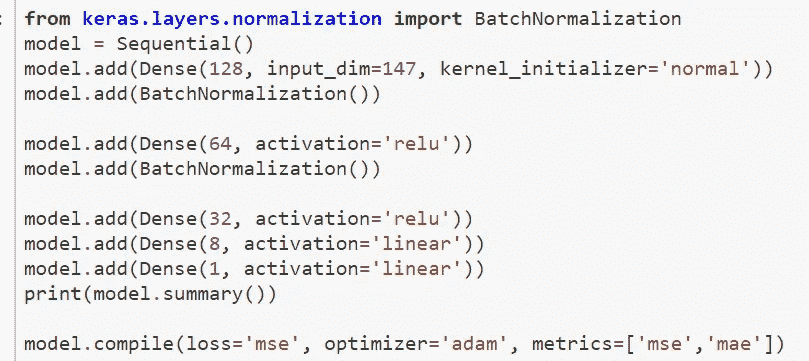 from keras.layers.normalization import BatchNormalization
model = Sequential()
model.add(Dense(128, input_dim=147, kernel_initializer='normal'))
model.add(BatchNormalization())
model.add(Dense(64, activation='relu'))
model.add(BatchNormalization())
model.add(Dense(32, activation='relu'))
model.add(Dense(8, activation='linear'))
model.add(Dense(1, activation='linear'))
print(model.summary())
model.compile(loss='mse', optimizer='adam', metrics=['mse','mae'])